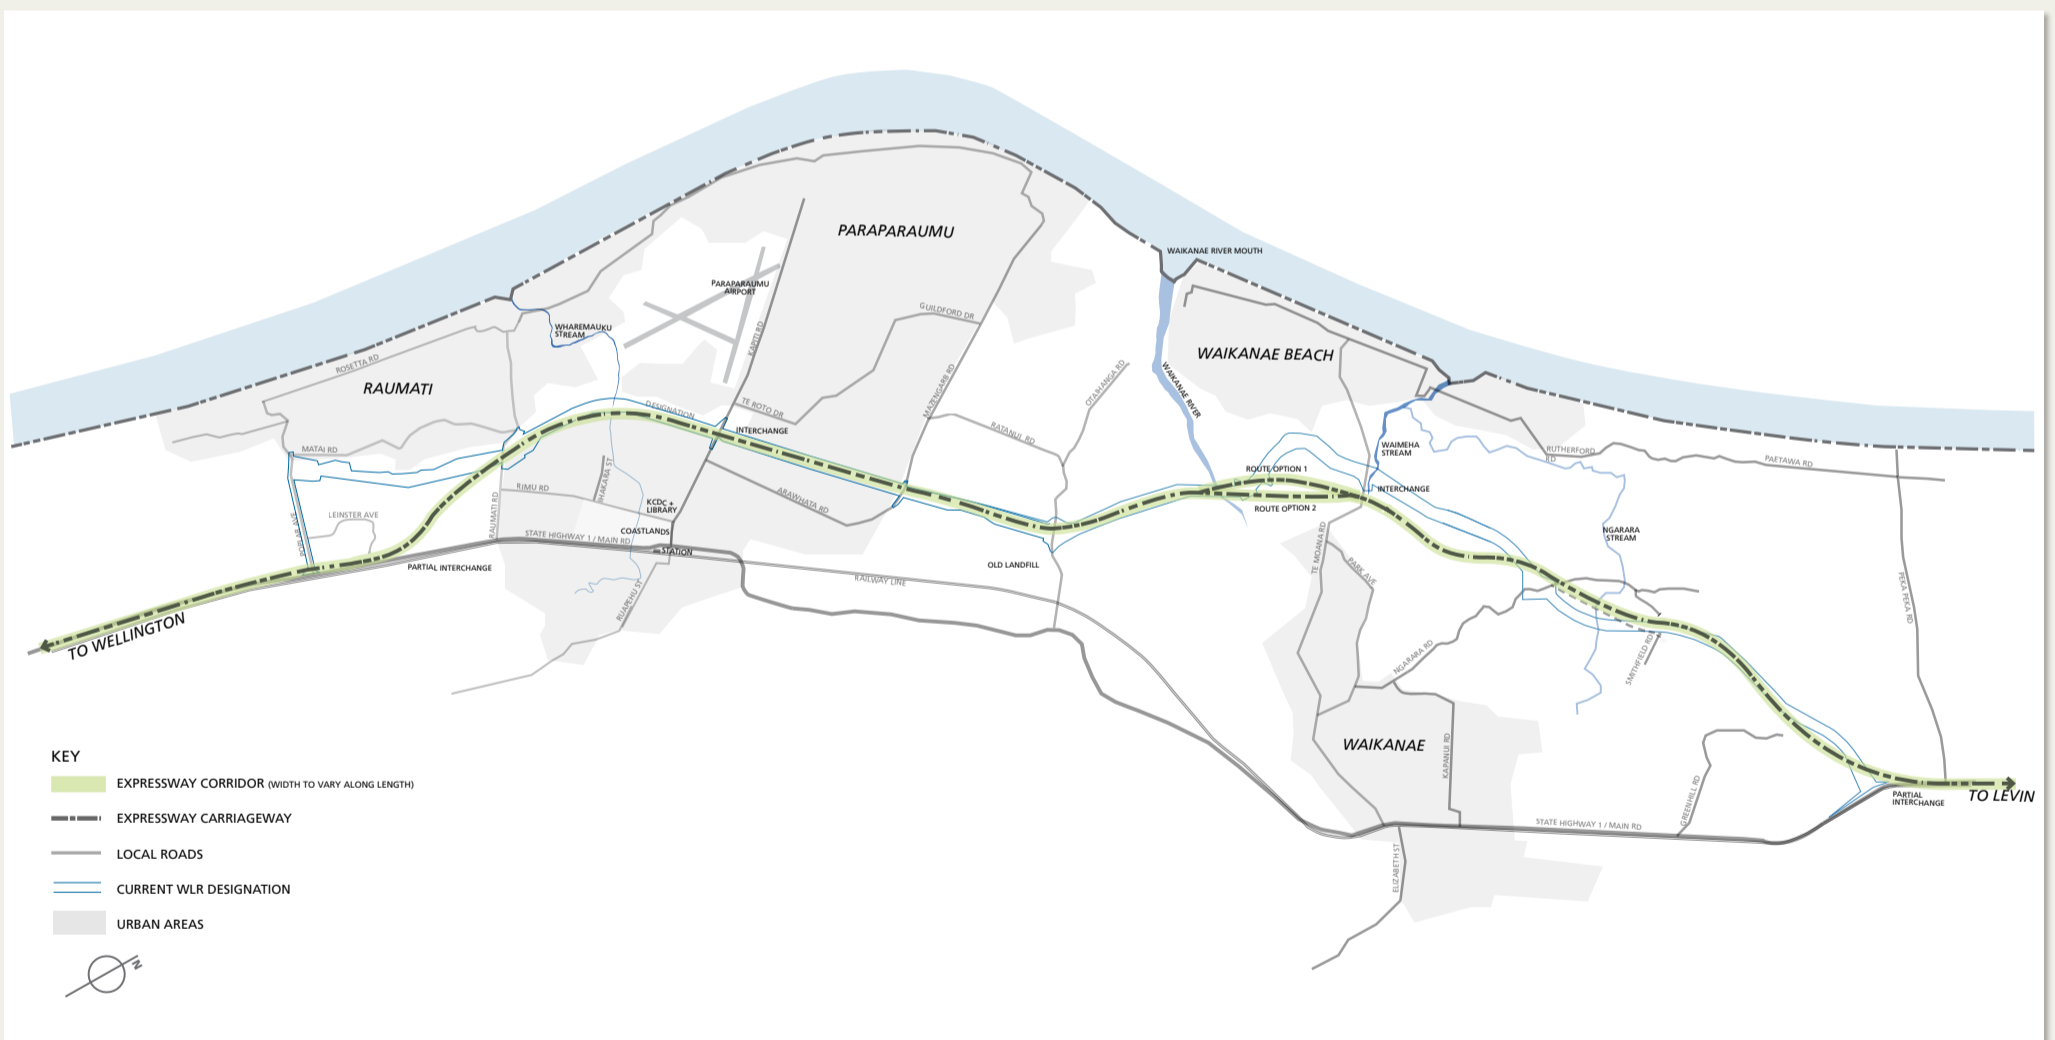 PARAPARAUMU
WAIKANAE RIVER MOUTH
PARAPARAUMU
AIRPORT
GUILDFORD DR
WHAREMAUKU
STREAM
KAPITI RD
WAIKANAE BEACH
ROSETTA RD
RAUMATI
MAZENGARB RD
OTAIHANGA RD
WAIKANAE RIVER
DESIGNATION
TE ROTO DR
INTERCHANGE
RATANUI RD
MATAI RD
WAIMEHA
STREAM
RUTHERFORD
RD
PAETAWA RD
ROUTE OPTION 1
INTERCHANGE
ROUTE OPTION 2
RIMU RD
IHAKARA ST
KCDC +
LIBRARY
ARAWHATA RD
RAUMATI RD
POPLAR AVE
LEINSTER AVE
COASTLANDS
STATE HIGHWAY 1 / MAIN RD
STATION
NGARARA
STREAM
TE MOANA RD
PARK AVE
OLD LANDFILL
PARTIAL INTERCHANGE
RAILWAY LINE
RUAPEHU ST
PEKA PEKA RD
TO WELLINGTON
NGARARA RD
SMITHFIELD RD
WAIKANAE
KAPANUI RD
GREENHILL RD
PARTIAL
INTERCHANGE
TO LEVIN
STATE HIGHWAY 1 / MAIN RD
ELIZABETH ST
KEY
EXPRESSWAY CORRIDOR (WIDTH TO VARY ALONG LENGTH)
EXPRESSWAY CARRIAGEWAY
LOCAL ROADS
CURRENT WLR DESIGNATION
URBAN AREAS
N